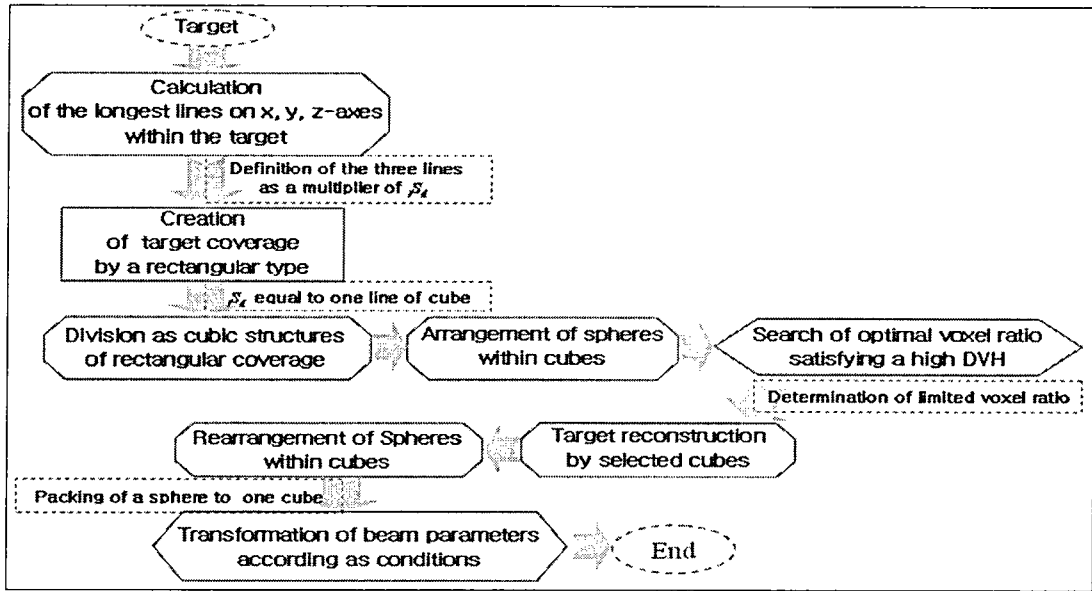 Target
Calculation
of the longest lines on x, y, z-axes
within the target
Definition of the three lines
as a multiplier of
Creation
of target coverage
by a rectangular type
equal to one line of cube
Division as cubic structures
of rectangular coverage
Arrangement of spheres
within cubes
Search of optimal voxel ratio
satisfying a high DVH
Determination of limited voxel ratio
Rearrangement of Spheres
within cubes
Target reconstruction
by selected cubes
Packing of a sphere to one cube
Transformation of beam parameters
according as conditions
End